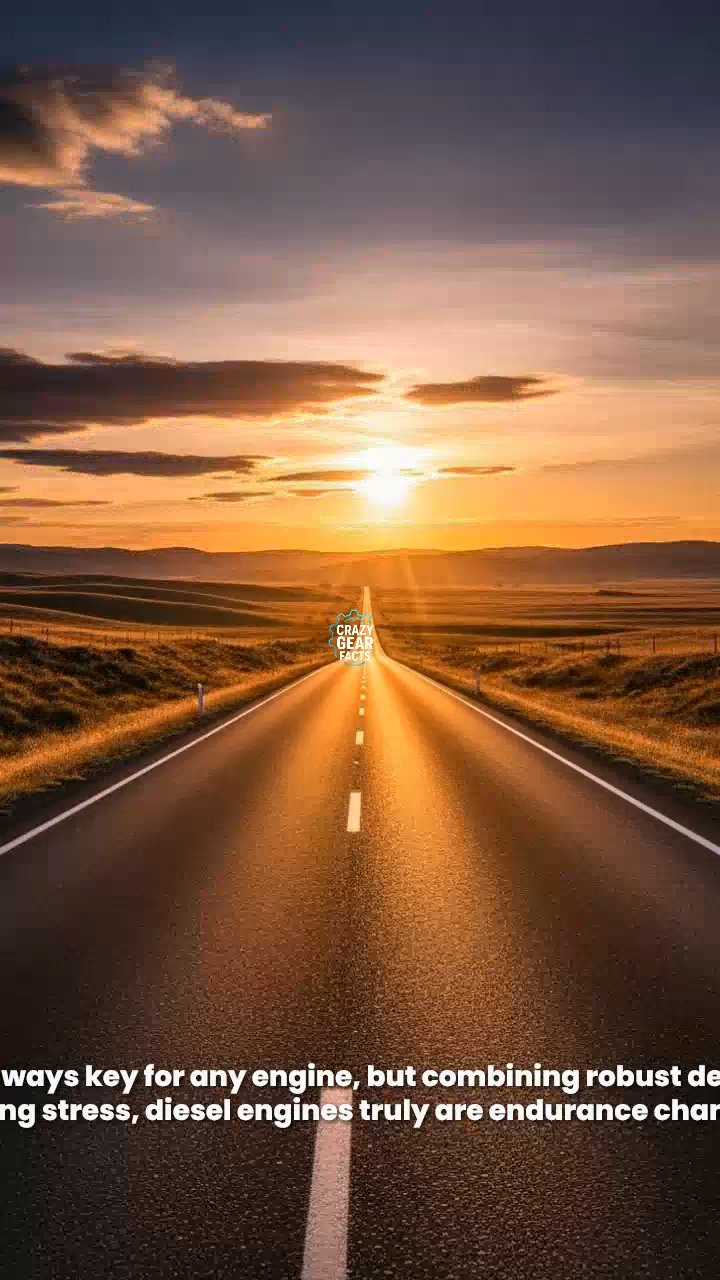 CRAZY
GEAR
FACTS
ways key for any engine, but combining robust de
ng stress, diesel engines truly are endurance cha